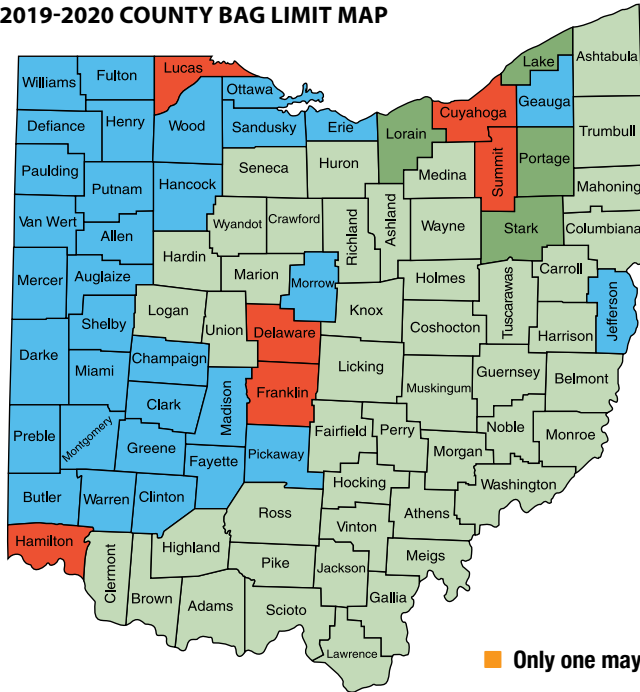 2019-2020 COUNTY BAG LIMIT MAP
Williams
Fulton
Lucas
Ottawa
Lake
Ashtabula
Geauga
Cuyahoga
Defiance
Henry
Wood
Sandusky
Erie
Lorain
Trumbull
Summit
Portage
Medina
Huron
Seneca
Paulding
Putnam
Hancock
Mahoning
Van Wert
Allen
Wyandot
Crawford
Richland
Ashland
Wayne
Stark
Columbiana
Hardin
Marion
Morrow
Holmes
Tuscarawas
Carroll
Jefferson
Mercer
Auglaize
Logan
Union
Delaware
Knox
Coshocton
Harrison
Shelby
Darke
Miami
Champaign
Clark
Madison
Franklin
Licking
Muskingum
Guernsey
Belmont
Preble
Montgomery
Greene
Fayette
Pickaway
Fairfield
Perry
Morgan
Noble
Monroe
Washington
Butler
Warren
Clinton
Ross
Hocking
Vinton
Athens
Meigs
Hamilton
Clermont
Brown
Highland
Adams
Pike
Scioto
Jackson
Gallia
Lawrence
Only one may